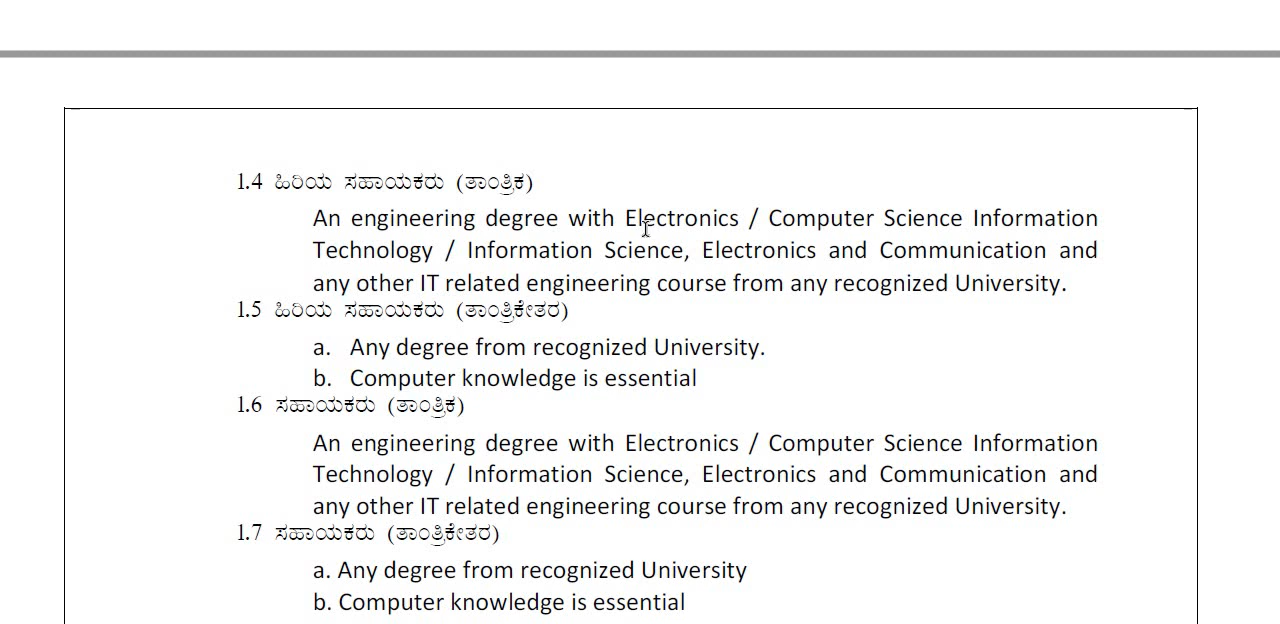 1.4 ಹಿರಿಯ ಸಹಾಯಕರು (ತಾಂತ್ರಿಕ)
An engineering degree with Electronics / Computer Science Information
Technology / Information Science, Electronics and Communication and
any other IT related engineering course from any recognized University.
1.5 ಹಿರಿಯ ಸಹಾಯಕರು (ತಾಂತ್ರಿಕೇತರ)
a. Any degree from recognized University.
b. Computer knowledge is essential
1.6 ಸಹಾಯಕರು (ತಾಂತ್ರಿಕ)
An engineering degree with Electronics / Computer Science Information
Technology / Information Science, Electronics and Communication and
any other IT related engineering course from any recognized University.
1.7 ಸಹಾಯಕರು (ತಾಂತ್ರಿಕೇತರ)
a. Any degree from recognized University
b. Computer knowledge is essential